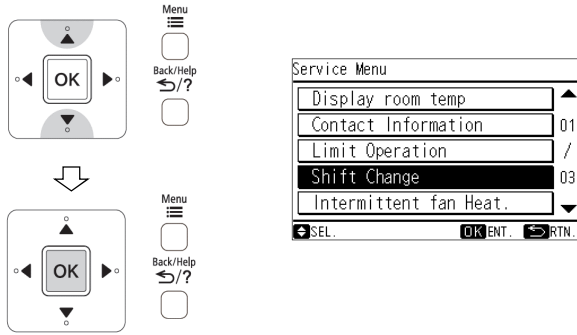 Menu
OK
Back/Help
/?
Service Menu
Display room temp
Contact Information
01
Limit Operation
/
Shift Change
03
Intermittent fan Heat.
SEL.
OK ENT.
RTN.
Menu
OK
Back/Help
/?